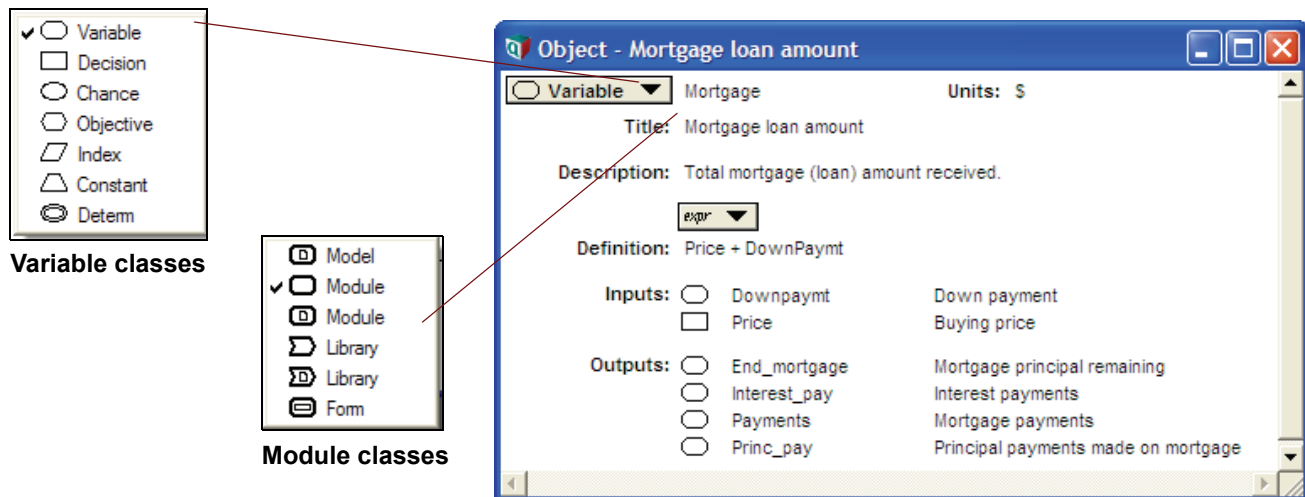 Variable
Decision
Chance
Objective
Index
Constant
Determ
Variable classes
D Model
Module
D Module
Library
D Library
Form
Module classes
Object - Mortgage loan amount
Variable Mortgage Units: $
Title: Mortgage loan amount
Description: Total mortgage (loan) amount received.
expr
Definition: Price + DownPaymt
Inputs: Downpaymt Down payment
Price Buying price
Outputs: End_mortgage Mortgage principal remaining
Interest_pay Interest payments
Payments Mortgage payments
Princ_pay Principal payments made on mortgage